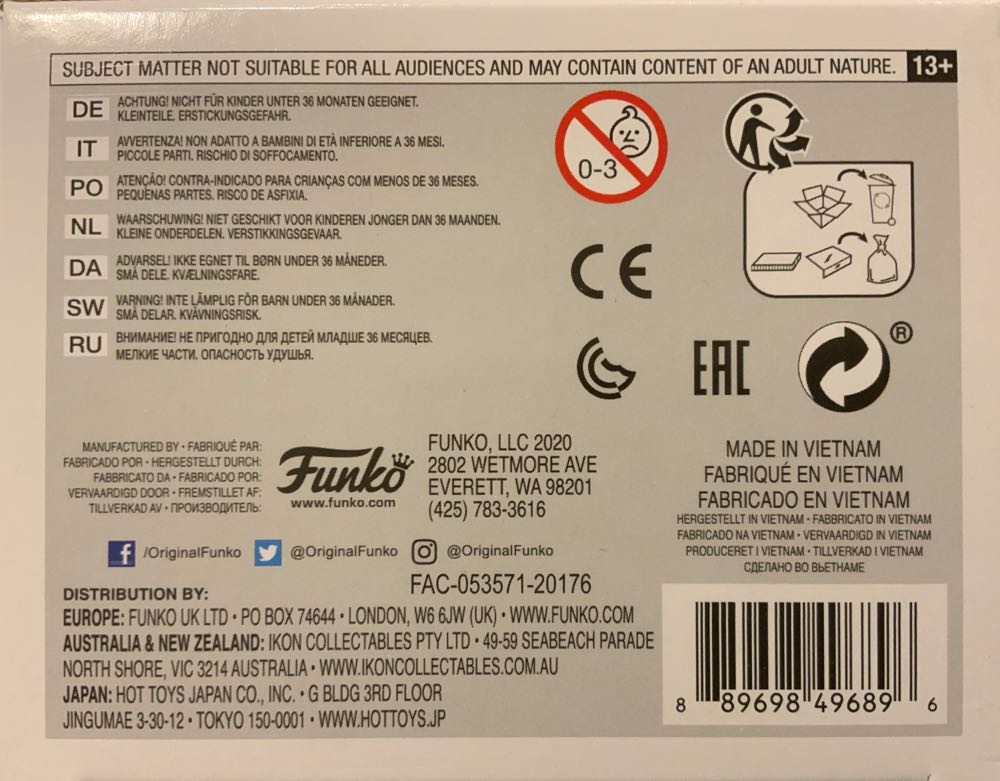 SUBJECT MATTER NOT SUITABLE FOR ALL AUDIENCES AND MAY CONTAIN CONTENT OF AN ADULT NATURE. 13+
DE ACHTUNG! NICHT FÜR KINDER UNTER 36 MONATEN GEEIGNET.
KLEINTEILE. ERSTICKUNGSGEFAHR.
IT AVVERTENZA! NON ADATTO A BAMBINI DI ETÀ INFERIORE A 36 MESI.
PICCOLE PARTI. RISCHIO DI SOFFOCAMENTO.
PO ATENÇÃO! CONTRA-INDICADO PARA CRIANÇAS COM MENOS DE 36 MESES.
PEQUENAS PARTES. RISCO DE ASFIXIA.
NL WAARSCHUWING! NIET GESCHIKT VOOR KINDEREN JONGER DAN 36 MAANDEN.
KLEINE ONDERDELEN. VERSTIKKINGSGEVAAR.
DA ADVARSEL! IKKE EGNET TIL BØRN UNDER 36 MÅNEDER.
SMÅ DELE. KVÆLNINGSFARE.
SW VARNING! INTE LÄMPLIG FÖR BARN UNDER 36 MÅNADER.
SMÅ DELAR. KVÄVNINGSRISK.
RU ВНИМАНИЕ! НЕ ПРИГОДНО ДЛЯ ДЕТЕЙ МЛАДШЕ 36 МЕСЯЦЕВ.
МЕЛКИЕ ЧАСТИ. ОПАСНОСТЬ УДУШЬЯ.
0-3
CE
EAC
®
MANUFACTURED BY • FABRIQUÉ PAR:
FABRICADO POR • HERGESTELLT DURCH:
FABBRICATO DA • FABRICADO POR:
VERVAARDIGD DOOR • FREMSTILLET AF:
TILLVERKAD AV • ПРОИЗВОДИТЕЛЬ:
Funko
www.funko.com
FUNKO, LLC 2020
2802 WETMORE AVE
EVERETT, WA 98201
(425) 783-3616
MADE IN VIETNAM
FABRIQUÉ EN VIETNAM
FABRICADO EN VIETNAM
HERGESTELLT IN VIETNAM • FABBRICATO IN VIETNAM
FABRICADO NA VIETNAM • VERVAARDIGD IN VIETNAM
PRODUCERET I VIETNAM • TILLVERKAD I VIETNAM
СДЕЛАНО ВО ВЬЕТНАМЕ
f /OriginalFunko @OriginalFunko @OriginalFunko
FAC-053571-20176
DISTRIBUTION BY:
EUROPE: FUNKO UK LTD • PO BOX 74644 • LONDON, W6 6JW (UK) • WWW.FUNKO.COM
AUSTRALIA & NEW ZEALAND: IKON COLLECTABLES PTY LTD • 49-59 SEABEACH PARADE
NORTH SHORE, VIC 3214 AUSTRALIA • WWW.IKONCOLLECTABLES.COM.AU
JAPAN: HOT TOYS JAPAN CO., INC. • G BLDG 3RD FLOOR
JINGUMAE 3-30-12 • TOKYO 150-0001 • WWW.HOTTOYS.JP
8 89698 49689 6